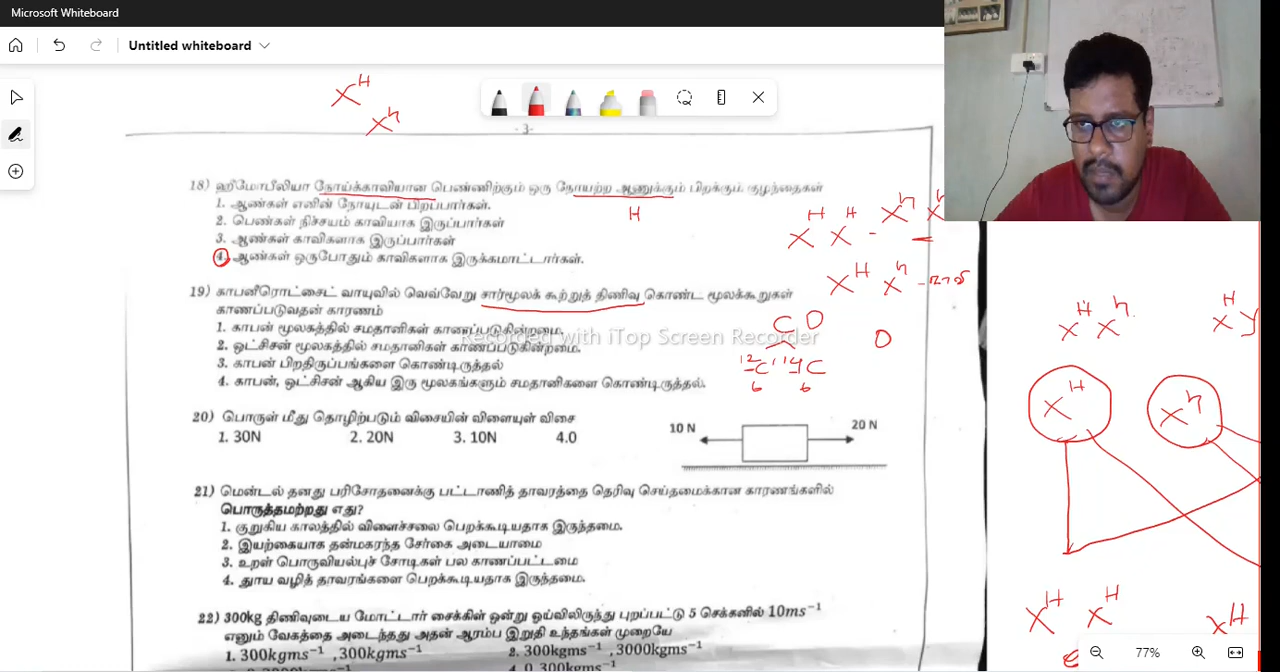 Microsoft Whiteboard
Untitled whiteboard
X^H
X^h
-3-
18) ஹீமோபீலியா நோய்க்காவியான பெண்ணிற்கும் ஒரு நோயற்ற ஆணுக்கும் பிறக்கும் குழந்தைகள்
1. ஆண்கள் எனின் நோயுடன் பிறப்பார்கள்.
2. பெண்கள் நிச்சயம் காவியாக இருப்பார்கள்
3. ஆண்கள் காவிகளாக இருப்பார்கள்
4. ஆண்கள் ஒருபோதும் காவிகளாக இருக்கமாட்டார்கள்.
H
X^H X^H - X^h X^h
X^H X^h -
19) காபனீரொட்சைட் வாயுவில் வெவ்வேறு சார்மூலக் கூற்றுத் திணிவு கொண்ட மூலக்கூறுகள்
காணப்படுவதன் காரணம்
1. காபன் மூலகத்தில் சமதானிகள் காணப்படுகின்றமை.
2. ஒட்சிசன் மூலகத்தில் சமதானிகள் காணப்படுகின்றமை.
3. காபன் பிறதிருப்பங்களை கொண்டிருத்தல்
4. காபன், ஒட்சிசன் ஆகிய இரு மூலகங்களும் சமதானிகளை கொண்டிருத்தல்.
Recorded with iTop Screen Recorder
C O
O
12 C 14 C
6 6
20) பொருள் மீது தொழிற்படும் விசையின் விளையுள் விசை
1. 30N 2. 20N 3. 10N 4.0
10 N 20 N
21) மென்டல் தனது பரிசோதனைக்கு பட்டாணித் தாவரத்தை தெரிவு செய்தமைக்கான காரணங்களில்
பொருத்தமற்றது எது?
1. குறுகிய காலத்தில் விளைச்சலை பெறக்கூடியதாக இருந்தமை.
2. இயற்கையாக தன்மகரந்த சேர்கை அடையாமை
3. உறள் பொருவியல்புச் சோடிகள் பல காணப்பட்டமை
4. தூய வழித் தாவரங்களை பெறக்கூடியதாக இருந்தமை.
22) 300kg திணிவுடைய மோட்டார் சைக்கிள் ஒன்று ஓய்விலிருந்து புறப்பட்டு 5 செக்கனில் 10ms⁻¹
எனும் வேகத்தை அடைந்தது அதன் ஆரம்ப இறுதி உந்தங்கள் முறையே
1. 300kgms⁻¹ ,300kgms⁻¹ 2. 300kgms⁻¹ ,3000kgms⁻¹
X^H X^h X^H y
X^H X^h
X^H X^H X^H
77%